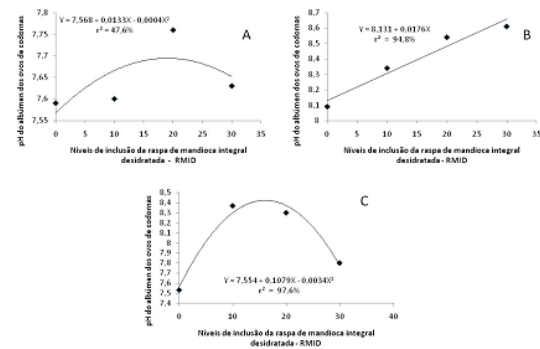 A
Y = 7,568 + 0,0133X - 0,0004X²
r² = 47,6%
pH do albúmen dos ovos de codornas
7,8
7,75
7,7
7,65
7,6
7,55
0 5 10 15 20 25 30 35
Níveis de inclusão da raspa de mandioca integral
desidratada - RMID
B
Y = 8,131 + 0,0176X
r² = 94,8%
pH do albúmen dos ovos de codornas
8,7
8,6
8,5
8,4
8,3
8,2
8,1
8
0 5 10 15 20 25 30 35
Níveis de inclusão da raspa de mandioca integral
desidratada - RMID
C
Y = 7,554 + 0,1079X - 0,0034X²
r² = 97,6%
pH do albúmen dos ovos de codornas
8,5
8,4
8,3
8,2
8,1
8
7,9
7,8
7,7
7,6
7,5
7,4
0 10 20 30 40
Níveis de inclusão da raspa de mandioca integral
desidratada - RMID